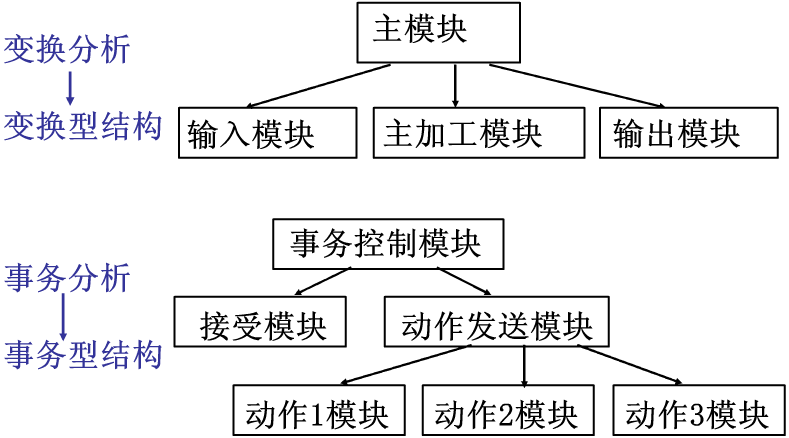 变换分析
变换型结构
主模块
输入模块
主加工模块
输出模块
事务分析
事务型结构
事务控制模块
接受模块
动作发送模块
动作1模块
动作2模块
动作3模块